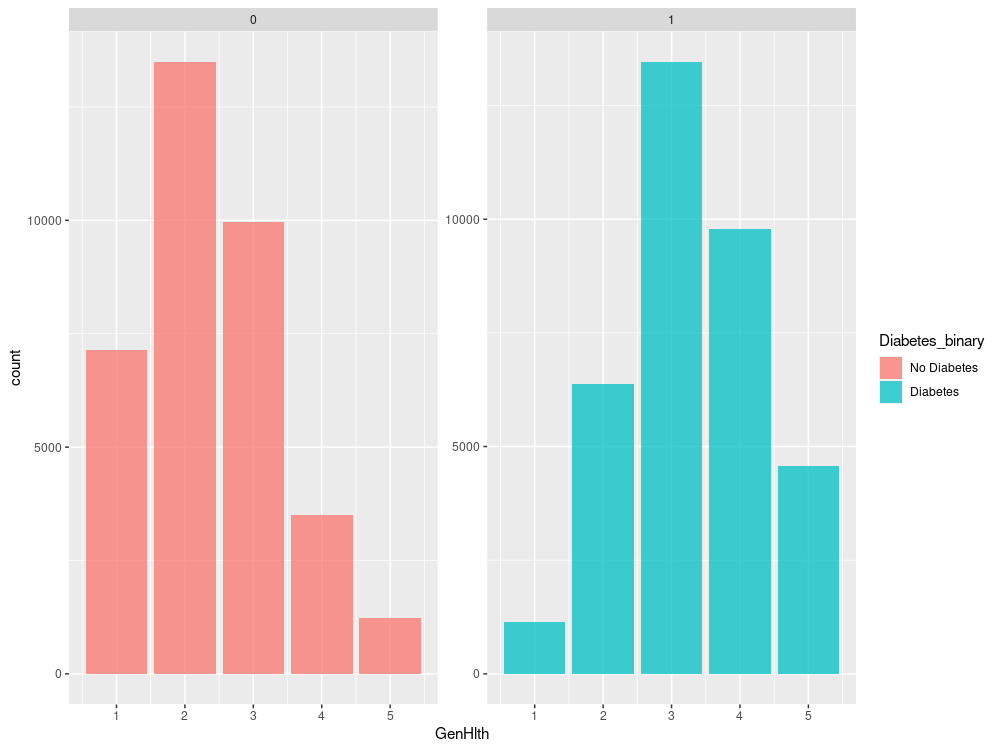 0
1
count
10000
5000
0
10000
5000
0
1 2 3 4 5
1 2 3 4 5
GenHlth
Diabetes_binary
No Diabetes
Diabetes